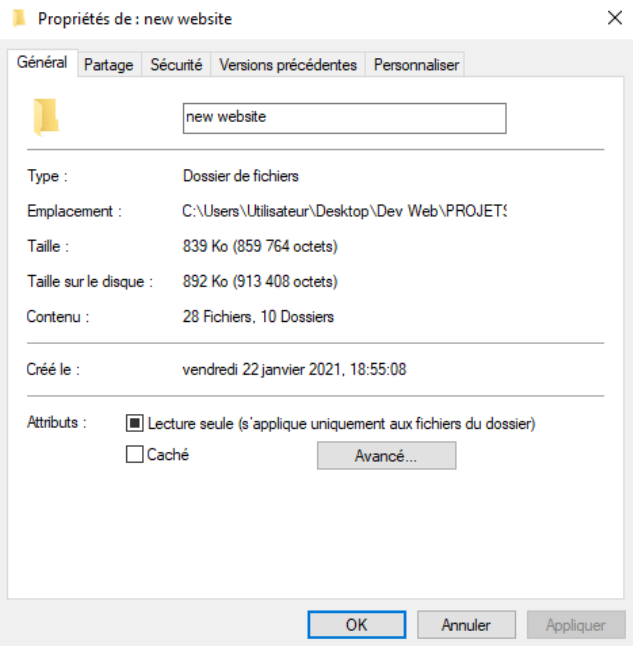 Propriétés de : new website
Général Partage Sécurité Versions précédentes Personnaliser
new website
Type : Dossier de fichiers
Emplacement : C:\Users\Utilisateur\Desktop\Dev Web\PROJETS
Taille : 839 Ko (859 764 octets)
Taille sur le disque : 892 Ko (913 408 octets)
Contenu : 28 Fichiers, 10 Dossiers
Créé le : vendredi 22 janvier 2021, 18:55:08
Attributs : Lecture seule (s'applique uniquement aux fichiers du dossier)
Caché Avancé...
OK Annuler Appliquer